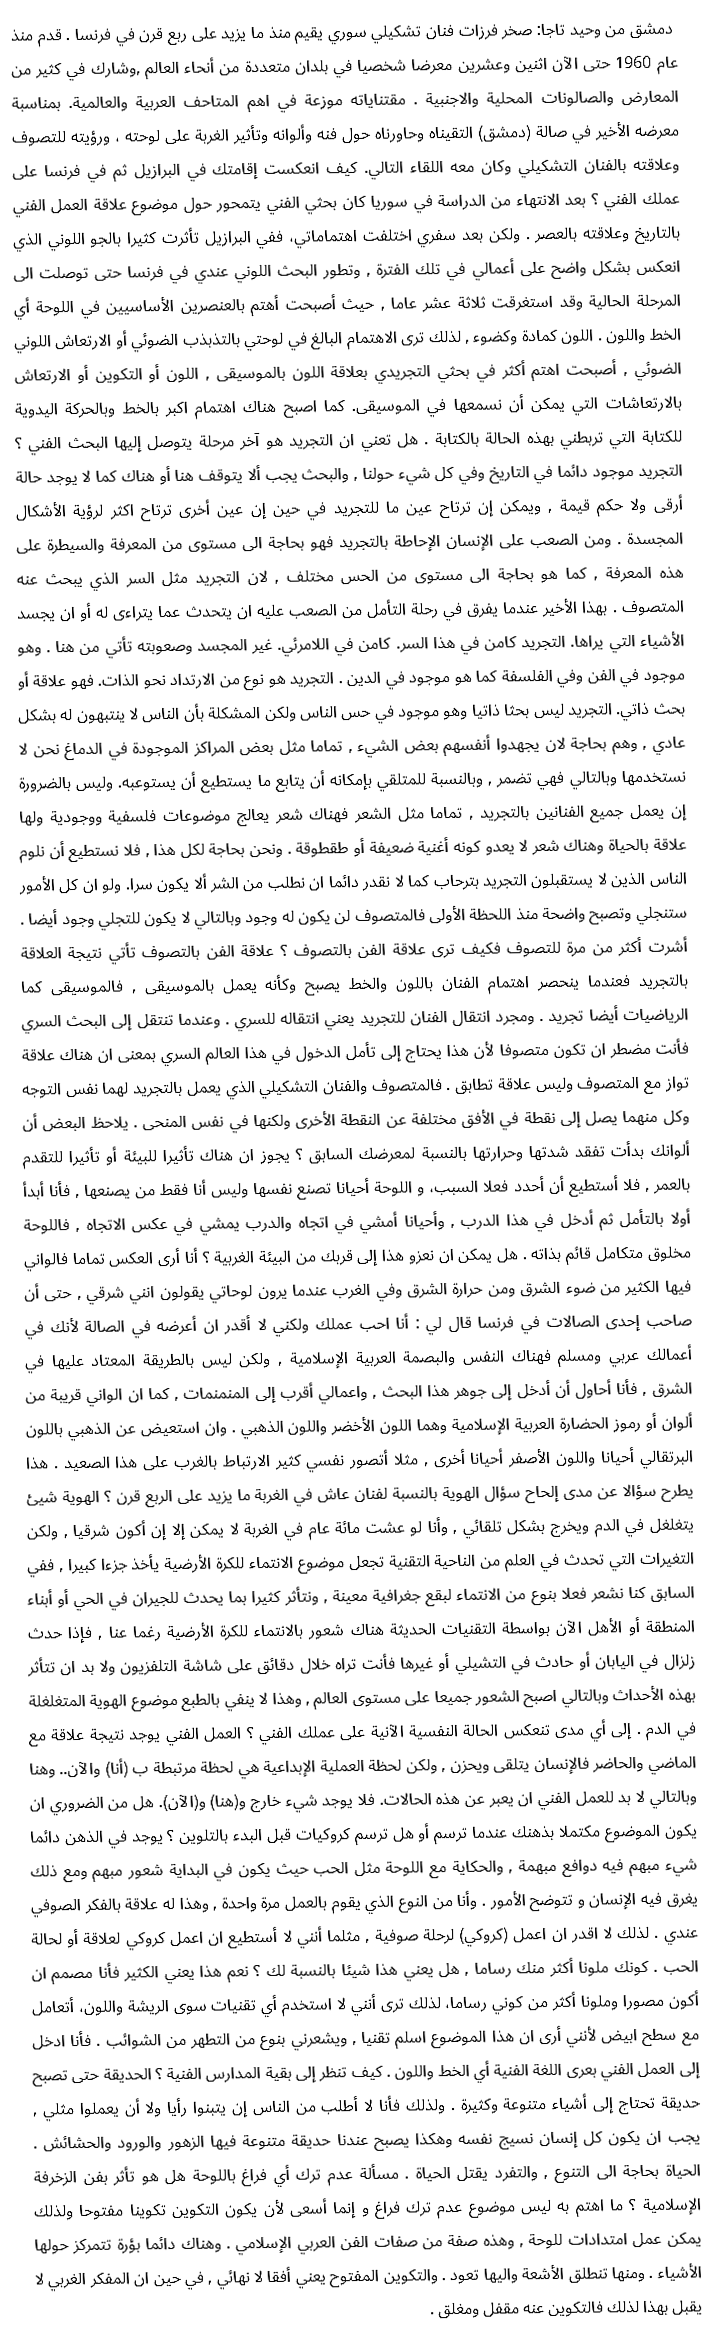 دمشق من وحيد تاجا: صخر فرزات فنان تشكيلي سوري يقيم منذ ما يزيد على ربع قرن في فرنسا . قدم منذ
عام 1960 حتى الآن اثنين وعشرين معرضا شخصيا في بلدان متعددة من أنحاء العالم ,وشارك في كثير من
المعارض والصالونات المحلية والاجنبية . مقتناياته موزعة في اهم المتاحف العربية والعالمية. بمناسبة
معرضه الأخير في صالة (دمشق) التقيناه وحاورناه حول فنه وألوانه وتأثير الغربة على لوحته ، ورؤيته للتصوف
وعلاقته بالفنان التشكيلي وكان معه اللقاء التالي. كيف انعكست إقامتك في البرازيل ثم في فرنسا على
عملك الفني ؟ بعد الانتهاء من الدراسة في سوريا كان بحثي الفني يتمحور حول موضوع علاقة العمل الفني
بالتاريخ وعلاقته بالعصر . ولكن بعد سفري اختلفت اهتماماتي، ففي البرازيل تأثرت كثيرا بالجو اللوني الذي
انعكس بشكل واضح على أعمالي في تلك الفترة , وتطور البحث اللوني عندي في فرنسا حتى توصلت الى
المرحلة الحالية وقد استغرقت ثلاثة عشر عاما , حيث أصبحت أهتم بالعنصرين الأساسيين في اللوحة أي
الخط واللون . اللون كمادة وكضوء , لذلك ترى الاهتمام البالغ في لوحتي بالتذبذب الضوئي أو الارتعاش اللوني
الضوئي , أصبحت اهتم أكثر في بحثي التجريدي بعلاقة اللون بالموسيقى , اللون أو التكوين أو الارتعاش
بالارتعاشات التي يمكن أن نسمعها في الموسيقى. كما اصبح هناك اهتمام اكبر بالخط وبالحركة اليدوية
للكتابة التي تربطني بهذه الحالة بالكتابة . هل تعني ان التجريد هو آخر مرحلة يتوصل إليها البحث الفني ؟
التجريد موجود دائما في التاريخ وفي كل شيء حولنا , والبحث يجب ألا يتوقف هنا أو هناك كما لا يوجد حالة
أرقى ولا حكم قيمة , ويمكن إن ترتاح عين ما للتجريد في حين إن عين أخرى ترتاح اكثر لرؤية الأشكال
المجسدة . ومن الصعب على الإنسان الإحاطة بالتجريد فهو بحاجة الى مستوى من المعرفة والسيطرة على
هذه المعرفة , كما هو بحاجة الى مستوى من الحس مختلف , لان التجريد مثل السر الذي يبحث عنه
المتصوف . بهذا الأخير عندما يفرق في رحلة التأمل من الصعب عليه ان يتحدث عما يتراءى له أو ان يجسد
الأشياء التي يراها. التجريد كامن في هذا السر. كامن في اللامرئي. غير المجسد وصعوبته تأتي من هنا . وهو
موجود في الفن وفي الفلسفة كما هو موجود في الدين . التجريد هو نوع من الارتداد نحو الذات. فهو علاقة أو
بحث ذاتي. التجريد ليس بحثا ذاتيا وهو موجود في حس الناس ولكن المشكلة بأن الناس لا ينتبهون له بشكل
عادي , وهم بحاجة لان يجهدوا أنفسهم بعض الشيء , تماما مثل بعض المراكز الموجودة في الدماغ نحن لا
نستخدمها وبالتالي فهي تضمر , وبالنسبة للمتلقي بإمكانه أن يتابع ما يستطيع أن يستوعبه. وليس بالضرورة
إن يعمل جميع الفنانين بالتجريد , تماما مثل الشعر فهناك شعر يعالج موضوعات فلسفية ووجودية ولها
علاقة بالحياة وهناك شعر لا يعدو كونه أغنية ضعيفة أو طقطوقة . ونحن بحاجة لكل هذا , فلا نستطيع أن نلوم
الناس الذين لا يستقبلون التجريد بترحاب كما لا نقدر دائما ان نطلب من الشر ألا يكون سرا. ولو ان كل الأمور
ستنجلي وتصبح واضحة منذ اللحظة الأولى فالمتصوف لن يكون له وجود وبالتالي لا يكون للتجلي وجود أيضا .
أشرت أكثر من مرة للتصوف فكيف ترى علاقة الفن بالتصوف ؟ علاقة الفن بالتصوف تأتي نتيجة العلاقة
بالتجريد فعندما ينحصر اهتمام الفنان باللون والخط يصبح وكأنه يعمل بالموسيقى , فالموسيقى كما
الرياضيات أيضا تجريد . ومجرد انتقال الفنان للتجريد يعني انتقاله للسري . وعندما تنتقل إلى البحث السري
فأنت مضطر ان تكون متصوفا لأن هذا يحتاج إلى تأمل الدخول في هذا العالم السري بمعنى ان هناك علاقة
تواز مع المتصوف وليس علاقة تطابق . فالمتصوف والفنان التشكيلي الذي يعمل بالتجريد لهما نفس التوجه
وكل منهما يصل إلى نقطة في الأفق مختلفة عن النقطة الأخرى ولكنها في نفس المنحى . يلاحظ البعض أن
ألوانك بدأت تفقد شدتها وحرارتها بالنسبة لمعرضك السابق ؟ يجوز ان هناك تأثيرا للبيئة أو تأثيرا للتقدم
بالعمر , فلا أستطيع أن أحدد فعلا السبب، و اللوحة أحيانا تصنع نفسها وليس أنا فقط من يصنعها , فأنا أبدأ
أولا بالتأمل ثم أدخل في هذا الدرب , وأحيانا أمشي في اتجاه والدرب يمشي في عكس الاتجاه , فاللوحة
مخلوق متكامل قائم بذاته . هل يمكن ان نعزو هذا إلى قربك من البيئة الغربية ؟ أنا أرى العكس تماما فالواني
فيها الكثير من ضوء الشرق ومن حرارة الشرق وفي الغرب عندما يرون لوحاتي يقولون انني شرقي , حتى أن
صاحب إحدى الصالات في فرنسا قال لي : أنا احب عملك ولكني لا أقدر ان أعرضه في الصالة لأنك في
أعمالك عربي ومسلم فهناك النفس والبصمة العربية الإسلامية , ولكن ليس بالطريقة المعتاد عليها في
الشرق , فأنا أحاول أن أدخل إلى جوهر هذا البحث , واعمالي أقرب إلى المنمنمات , كما ان الواني قريبة من
ألوان أو رموز الحضارة العربية الإسلامية وهما اللون الأخضر واللون الذهبي . وان استعيض عن الذهبي باللون
البرتقالي أحيانا واللون الأصفر أحيانا أخرى , مثلا أتصور نفسي كثير الارتباط بالغرب على هذا الصعيد . هذا
يطرح سؤالا عن مدى إلحاح سؤال الهوية بالنسبة لفنان عاش في الغربة ما يزيد على الربع قرن ؟ الهوية شيئ
يتغلغل في الدم ويخرج بشكل تلقائي , وأنا لو عشت مائة عام في الغربة لا يمكن إلا إن أكون شرقيا , ولكن
التغيرات التي تحدث في العلم من الناحية التقنية تجعل موضوع الانتماء للكرة الأرضية يأخذ جزءا كبيرا , ففي
السابق كنا نشعر فعلا بنوع من الانتماء لبقع جغرافية معينة , ونتأثر كثيرا بما يحدث للجيران في الحي أو أبناء
المنطقة أو الأهل الآن بواسطة التقنيات الحديثة هناك شعور بالانتماء للكرة الأرضية رغما عنا , فإذا حدث
زلزال في اليابان أو حادث في التشيلي أو غيرها فأنت تراه خلال دقائق على شاشة التلفزيون ولا بد ان تتأثر
بهذه الأحداث وبالتالي اصبح الشعور جميعا على مستوى العالم , وهذا لا ينفي بالطبع موضوع الهوية المتغلغلة
في الدم . إلى أي مدى تنعكس الحالة النفسية الآنية على عملك الفني ؟ العمل الفني يوجد نتيجة علاقة مع
الماضي والحاضر فالإنسان يتلقى ويحزن , ولكن لحظة العملية الإبداعية هي لحظة مرتبطة ب (أنا) والآن.. وهنا
وبالتالي لا بد للعمل الفني ان يعبر عن هذه الحالات. فلا يوجد شيء خارج و(هنا) و(الآن). هل من الضروري ان
يكون الموضوع مكتملا بذهنك عندما ترسم أو هل ترسم كروكيات قبل البدء بالتلوين ؟ يوجد في الذهن دائما
شيء مبهم فيه دوافع مبهمة , والحكاية مع اللوحة مثل الحب حيث يكون في البداية شعور مبهم ومع ذلك
يغرق فيه الإنسان و تتوضح الأمور . وأنا من النوع الذي يقوم بالعمل مرة واحدة , وهذا له علاقة بالفكر الصوفي
عندي . لذلك لا اقدر ان اعمل (كروكي) لرحلة صوفية , مثلما أنني لا أستطيع ان اعمل كروكي لعلاقة أو لحالة
الحب . كونك ملونا أكثر منك رساما , هل يعني هذا شيئا بالنسبة لك ؟ نعم هذا يعني الكثير فأنا مصمم ان
أكون مصورا وملونا أكثر من كوني رساما، لذلك ترى أنني لا استخدم أي تقنيات سوى الريشة واللون، أتعامل
مع سطح ابيض لأنني أرى ان هذا الموضوع اسلم تقنيا , ويشعرني بنوع من التطهر من الشوائب . فأنا ادخل
إلى العمل الفني بعرى اللغة الفنية أي الخط واللون . كيف تنظر إلى بقية المدارس الفنية ؟ الحديقة حتى تصبح
حديقة تحتاج إلى أشياء متنوعة وكثيرة . ولذلك فأنا لا أطلب من الناس إن يتبنوا رأيا ولا أن يعملوا مثلي ,
يجب ان يكون كل إنسان نسيج نفسه وهكذا يصبح عندنا حديقة متنوعة فيها الزهور والورود والحشائش .
الحياة بحاجة الى التنوع , والتفرد يقتل الحياة . مسألة عدم ترك أي فراغ باللوحة هل هو تأثر بفن الزخرفة
الإسلامية ؟ ما اهتم به ليس موضوع عدم ترك فراغ و إنما أسعى لأن يكون التكوين تكوينا مفتوحا ولذلك
يمكن عمل امتدادات للوحة , وهذه صفة من صفات الفن العربي الإسلامي . وهناك دائما بؤرة تتمركز حولها
الأشياء . ومنها تنطلق الأشعة واليها تعود . والتكوين المفتوح يعني أفقا لا نهائي , في حين ان المفكر الغربي لا
يقبل بهذا لذلك فالتكوين عنه مقفل ومغلق .